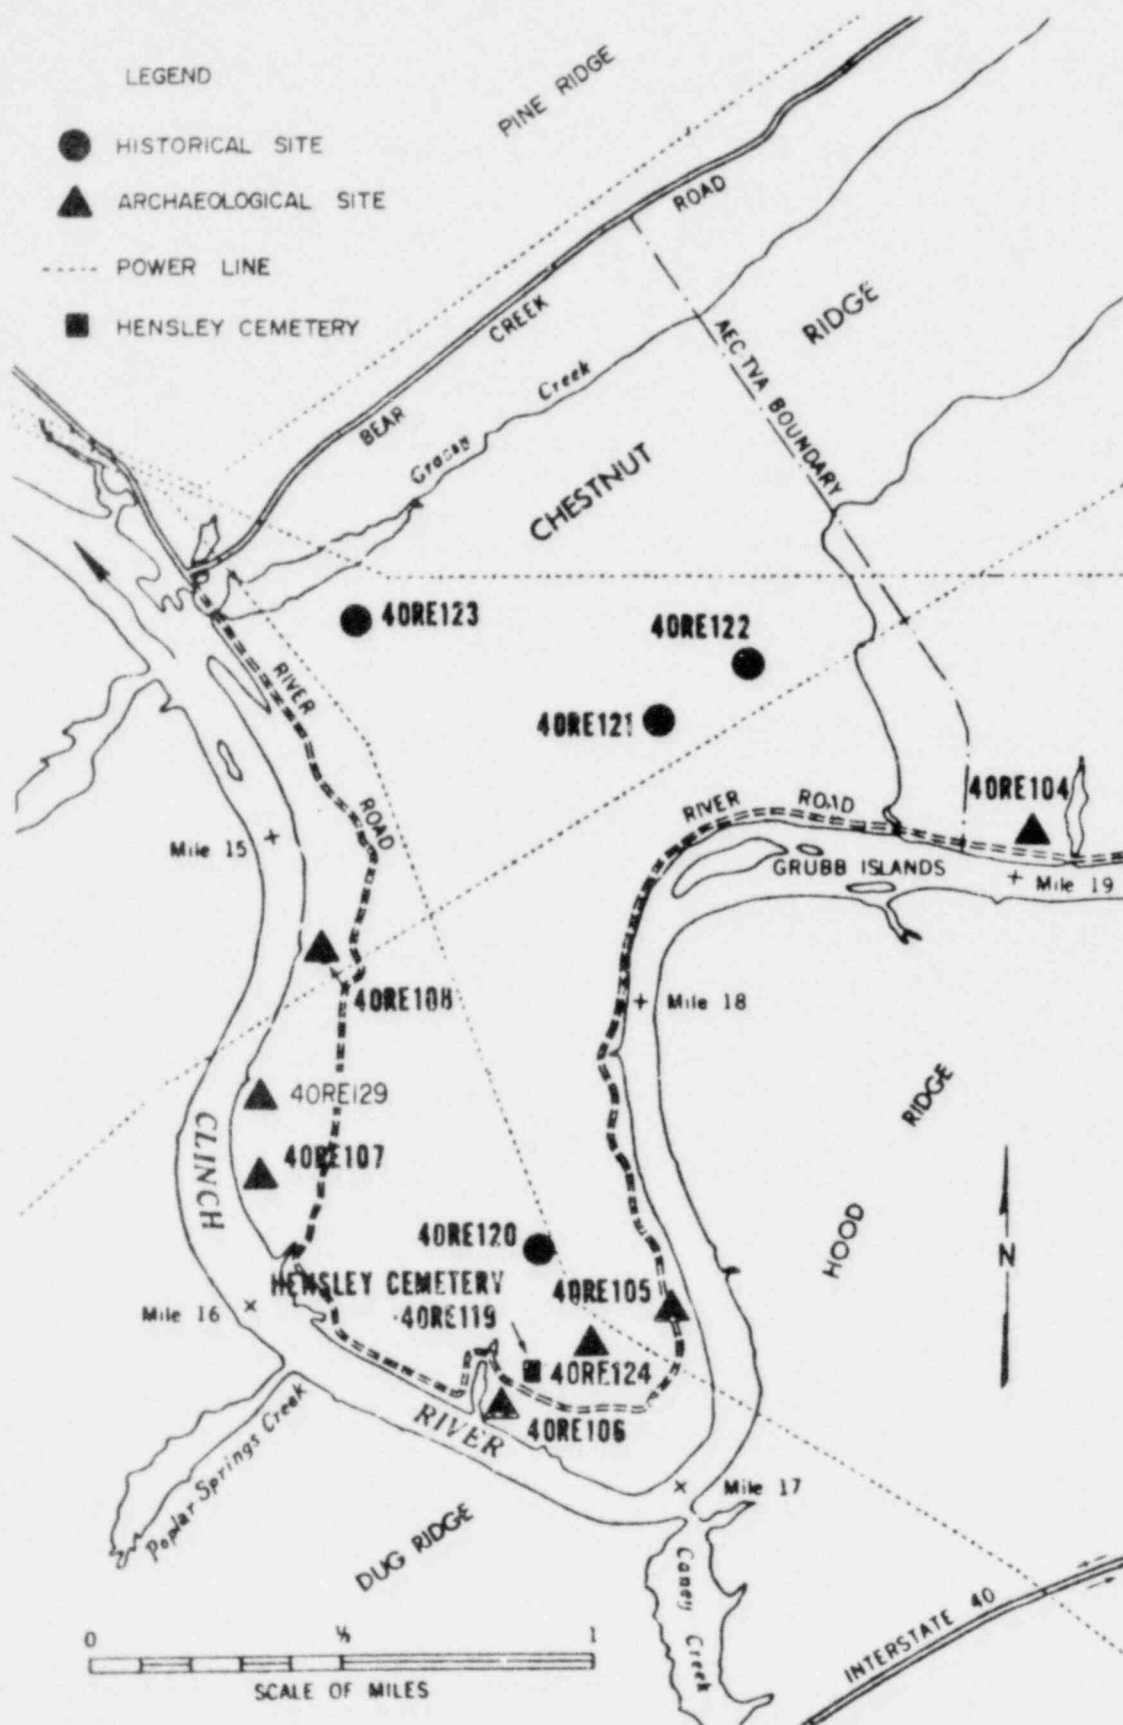 LEGEND
HISTORICAL SITE
ARCHAEOLOGICAL SITE
POWER LINE
HENSLEY CEMETERY
PINE RIDGE
BEAR CREEK ROAD
Grassy Creek
CHESTNUT RIDGE
AEC-TVA BOUNDARY
40RE123
40RE122
40RE121
RIVER ROAD
RIVER ROAD
40RE104
GRUBB ISLANDS
Mile 15
Mile 19
40RE108
Mile 18
40RE129
40RE107
CLINCH RIVER
HOOD RIDGE
N
40RE120
HENSLEY CEMETERY
40RE119
40RE105
Mile 16
40RE124
40RE106
Mile 17
Poplar Springs Creek
DUG RIDGE
Caney Creek
INTERSTATE 40
0 ½ 1
SCALE OF MILES